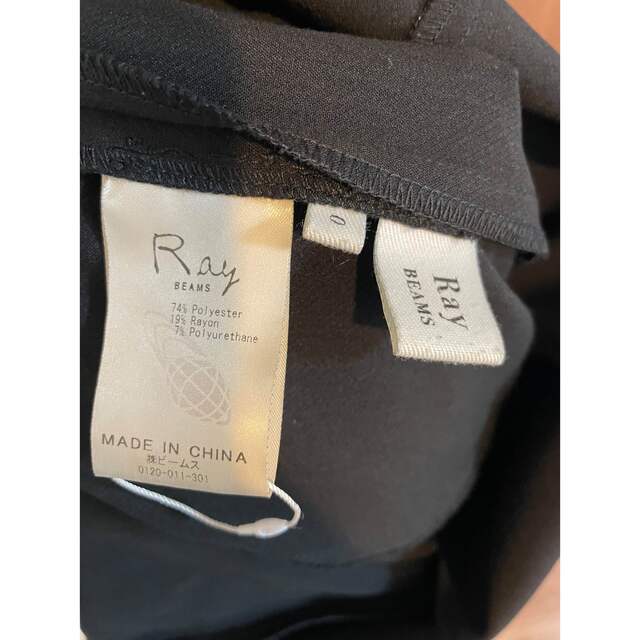 Ray
BEAMS
74% Polyester
19% Rayon
7% Polyurethane
MADE IN CHINA
㈱ビームス
0120-011-301
0
Ray
BEAMS